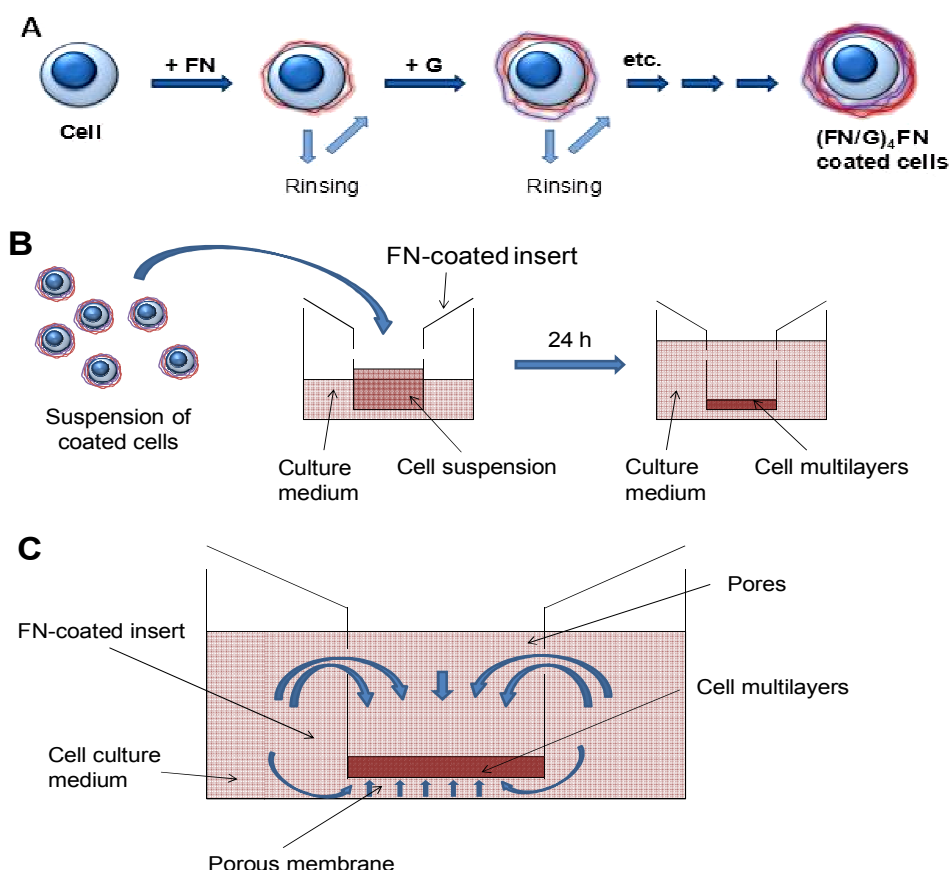 A
+ FN
+ G
etc.
Cell
Rinsing
Rinsing
(FN/G)4FN
coated cells
B
FN-coated insert
24 h
Suspension of
coated cells
Culture
medium
Cell suspension
Culture
medium
Cell multilayers
C
Pores
FN-coated insert
Cell multilayers
Cell culture
medium
Porous membrane